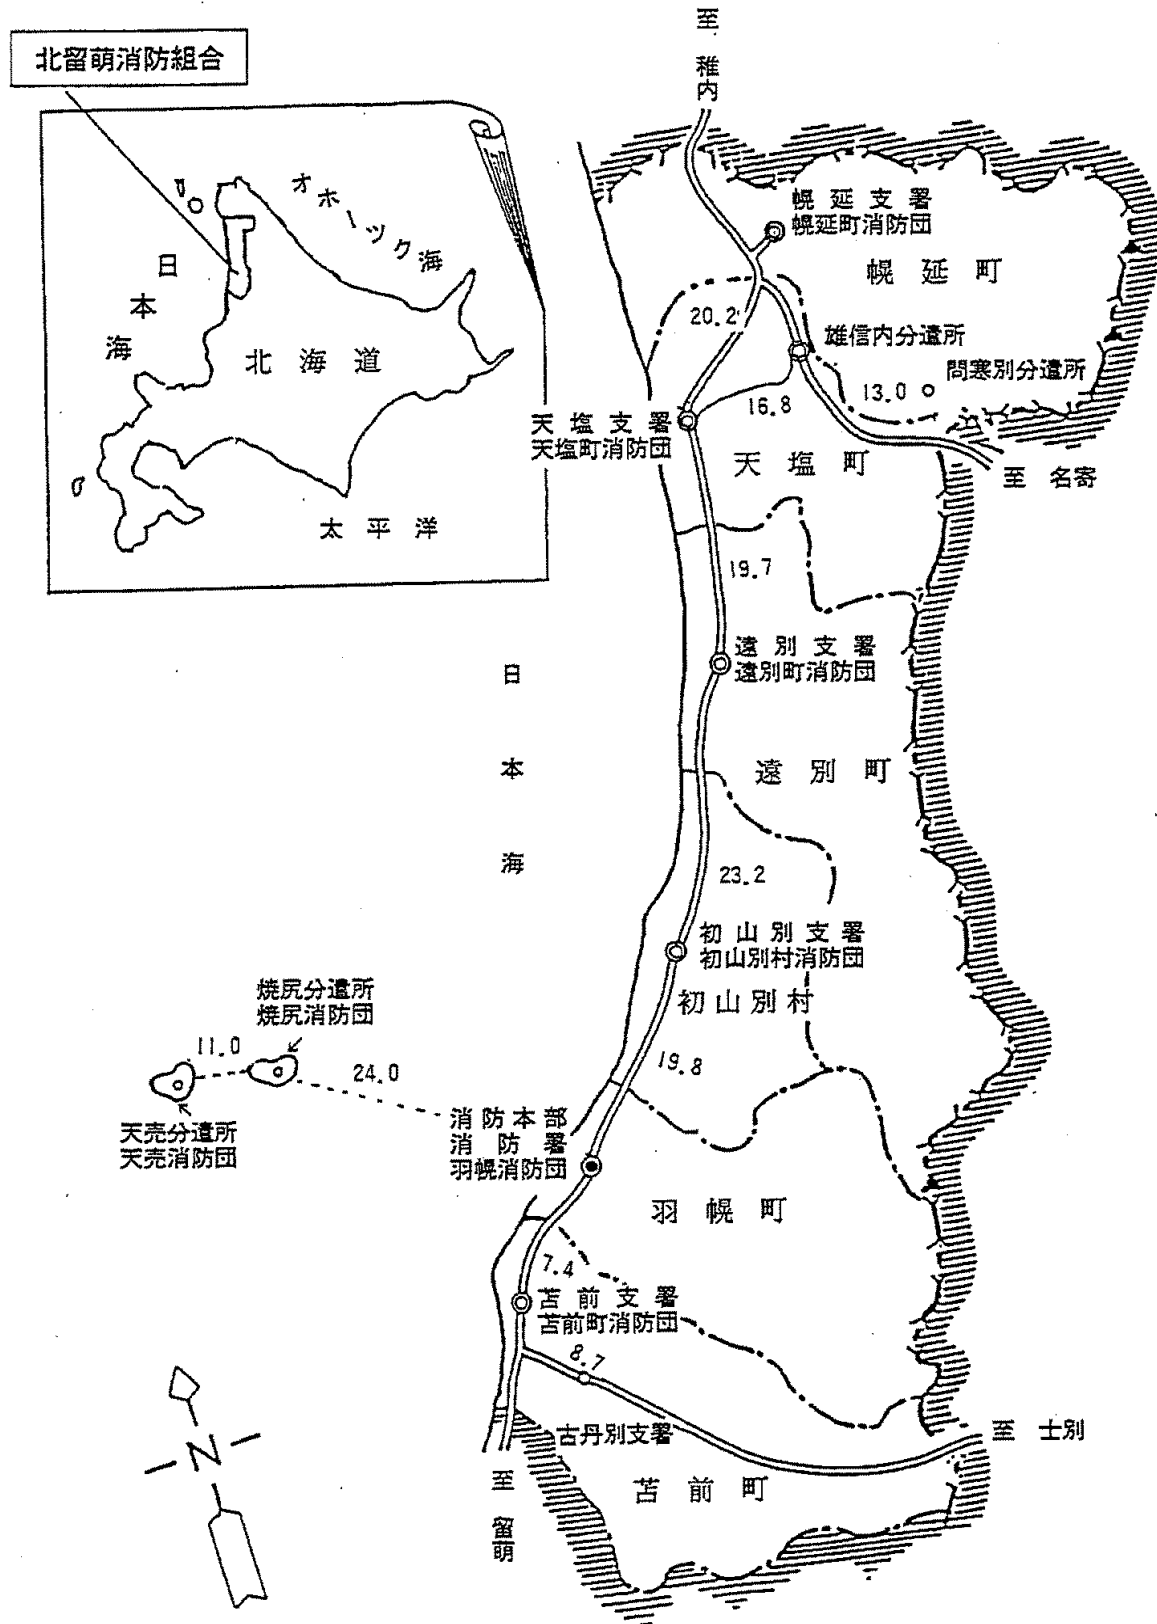 北留萌消防組合
オホーツク海
日本海
北海道
太平洋
至稚内
幌延支署
幌延町消防団
幌延町
20.2
雄信内分遣所
問寒別分遣所
13.0
16.8
天塩支署
天塩町消防団
天塩町
至名寄
19.7
遠別支署
遠別町消防団
日本海
遠別町
23.2
初山別支署
初山別村消防団
初山別村
焼尻分遣所
焼尻消防団
11.0
24.0
19.8
天売分遣所
天売消防団
消防本部
消防署
羽幌消防団
羽幌町
7.4
苫前支署
苫前町消防団
8.7
古丹別支署
至士別
N
苫前町
至留萌